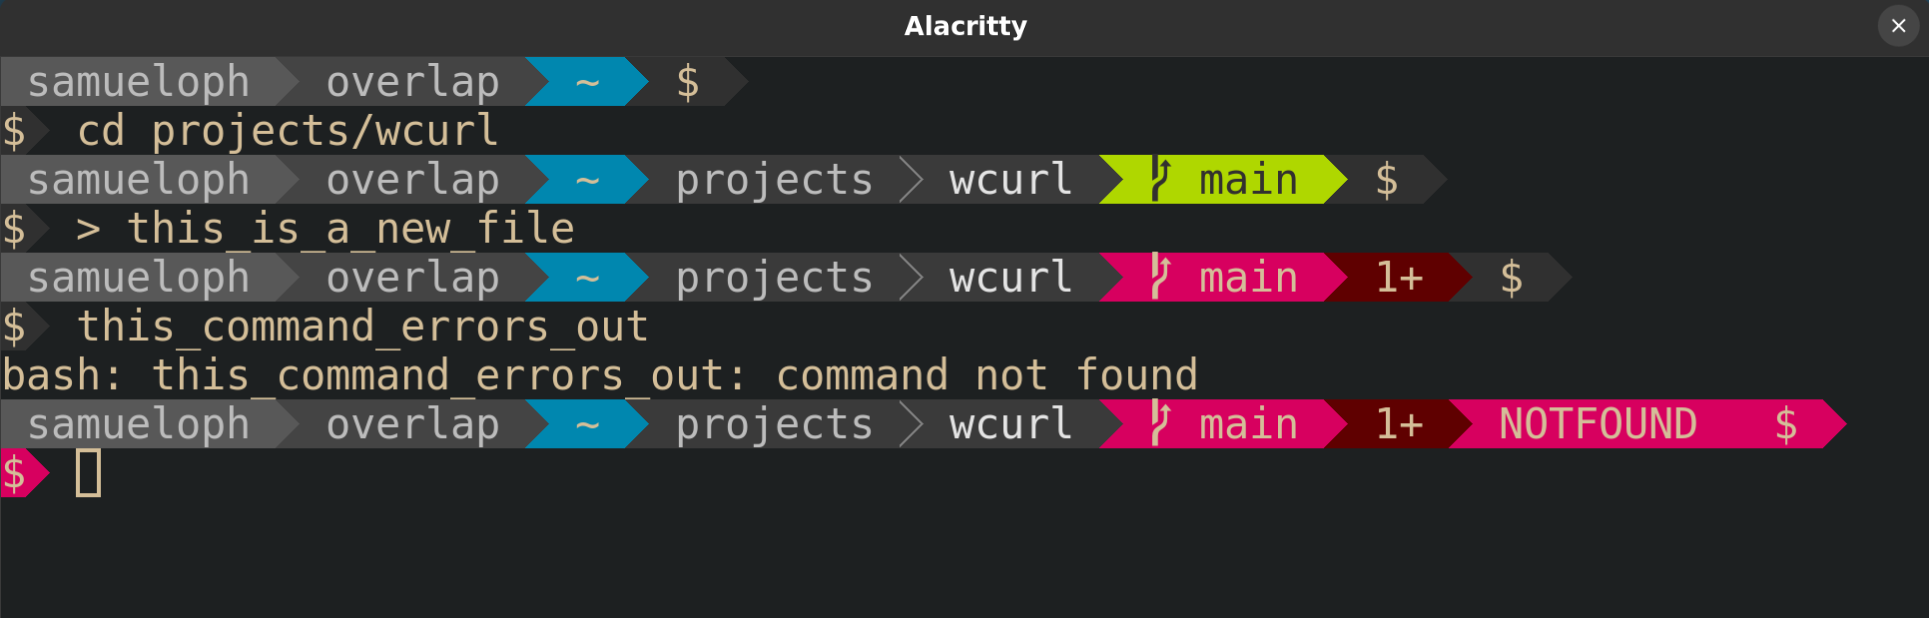 Alacritty
samueloph overlap ~ $
$ cd projects/wcurl
samueloph overlap ~ projects wcurl main $
$ > this_is_a_new_file
samueloph overlap ~ projects wcurl main 1+ $
$ this_command_errors_out
bash: this_command_errors_out: command not found
samueloph overlap ~ projects wcurl main 1+ NOTFOUND $
$